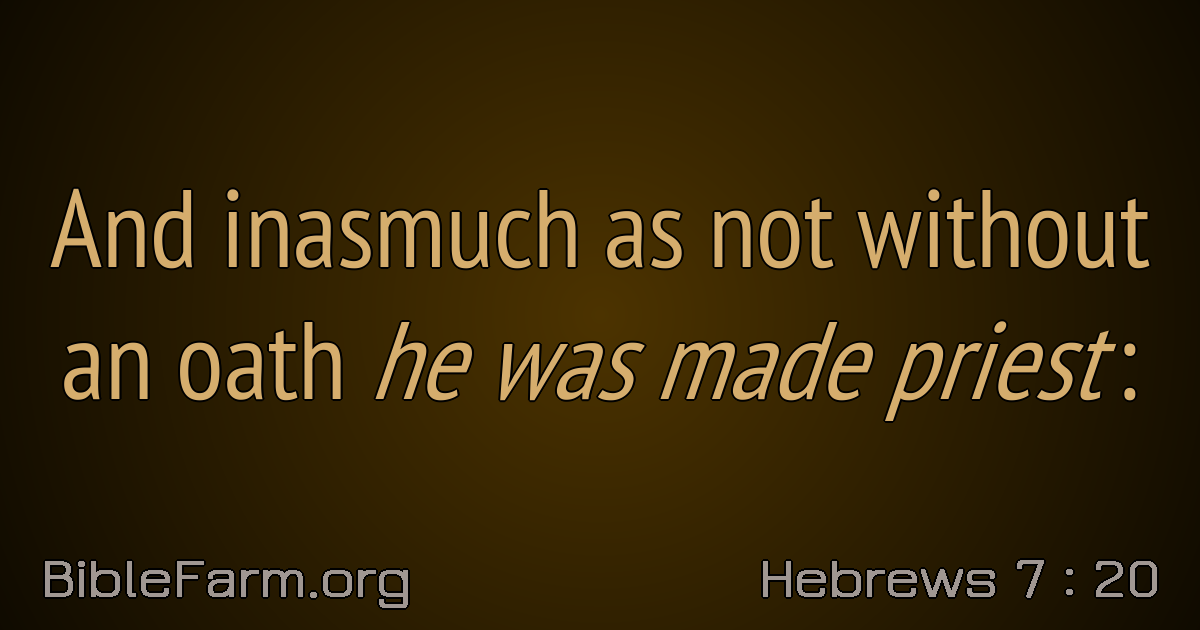 And inasmuch as not without
an oath he was made priest:
BibleFarm.org
Hebrews 7 : 20